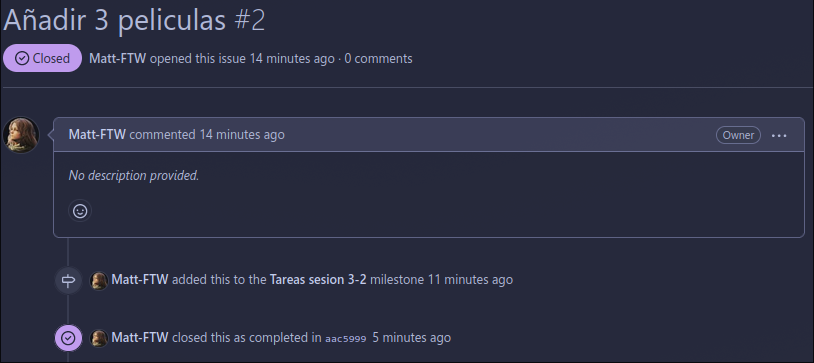 Añadir 3 peliculas #2
Closed Matt-FTW opened this issue 14 minutes ago · 0 comments
Matt-FTW commented 14 minutes ago Owner ...
No description provided.
Matt-FTW added this to the Tareas sesion 3-2 milestone 11 minutes ago
Matt-FTW closed this as completed in aac5999 5 minutes ago